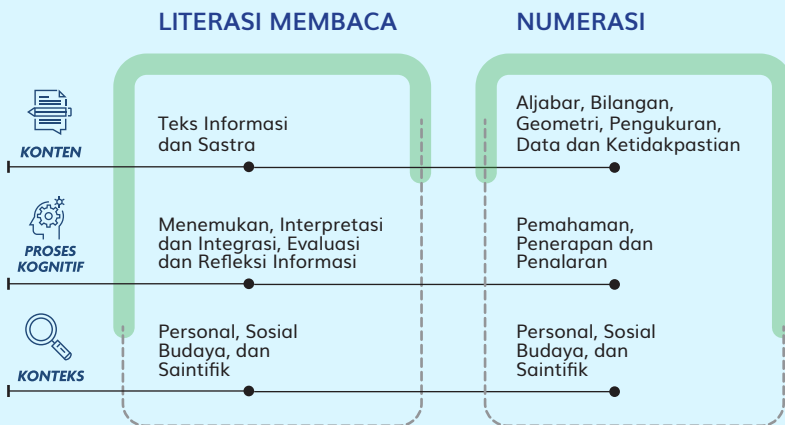 LITERASI MEMBACA
NUMERASI
KONTEN
Teks Informasi
dan Sastra
Aljabar, Bilangan,
Geometri, Pengukuran,
Data dan Ketidakpastian
PROSES
KOGNITIF
Menemukan, Interpretasi
dan Integrasi, Evaluasi
dan Refleksi Informasi
Pemahaman,
Penerapan dan
Penalaran
KONTEKS
Personal, Sosial
Budaya, dan
Saintifik
Personal, Sosial
Budaya, dan
Saintifik